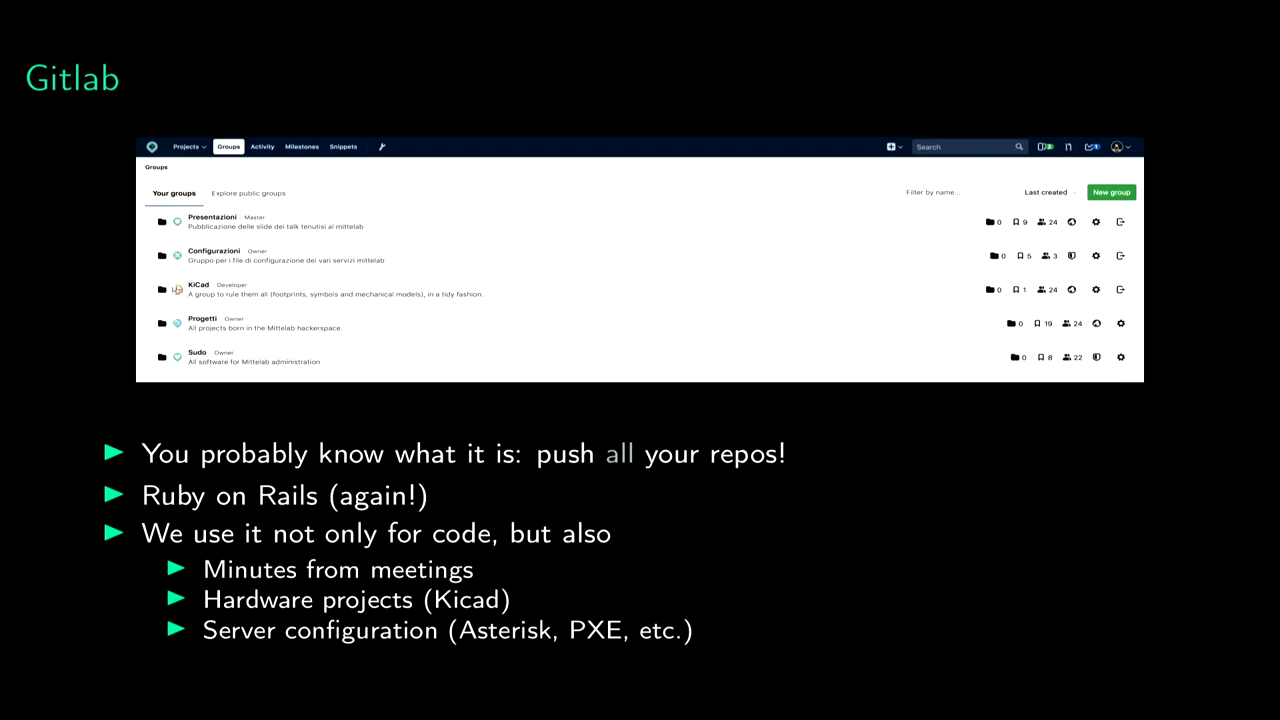 Gitlab
Projects Groups Activity Milestones Snippets Search
Groups
Your groups Explore public groups Filter by name... Last created New group
Presentazioni Master
Pubblicazione delle slide dei talk tenutisi al mittelab
0 9 24
Configurazioni Owner
Gruppo per i file di configurazione dei vari servizi mittelab
0 5 3
KiCad Developer
A group to rule them all (footprints, symbols and mechanical models), in a tidy fashion.
0 1 24
Progetti Owner
All projects born in the Mittelab hackerspace.
0 19 24
Sudo Owner
All software for Mittelab administration
0 8 22
You probably know what it is: push all your repos!
Ruby on Rails (again!)
We use it not only for code, but also
Minutes from meetings
Hardware projects (Kicad)
Server configuration (Asterisk, PXE, etc.)